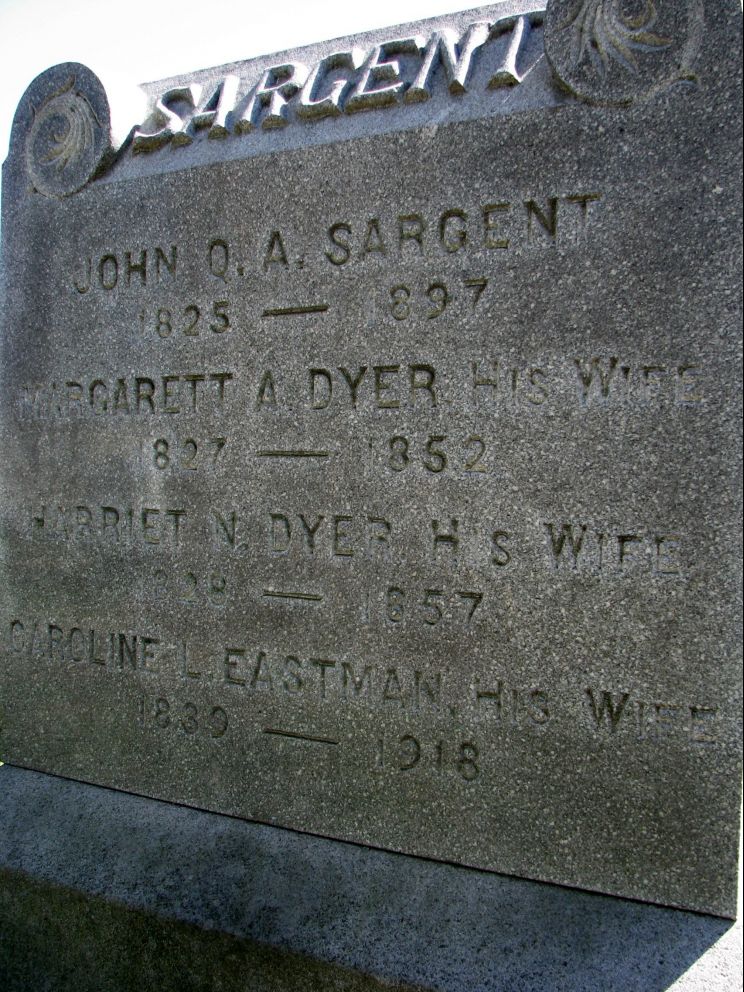 SARGENT
JOHN Q. A. SARGENT
1825 — 1897
MARGARETT A. DYER, HIS WIFE
1827 — 1852
HARRIET N. DYER, HIS WIFE
1828 — 1857
CAROLINE L. EASTMAN, HIS WIFE
1839 — 1918